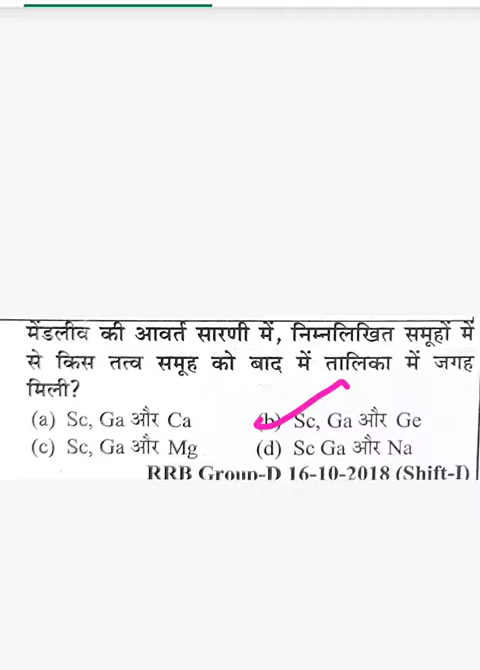 मेंडलीव की आवर्त सारणी में, निम्नलिखित समूहों में
से किस तत्व समूह को बाद में तालिका में जगह
मिली?
(a) Sc, Ga और Ca (b) Sc, Ga और Ge
(c) Sc, Ga और Mg (d) Sc Ga और Na
RRB Group-D 16-10-2018 (Shift-I)